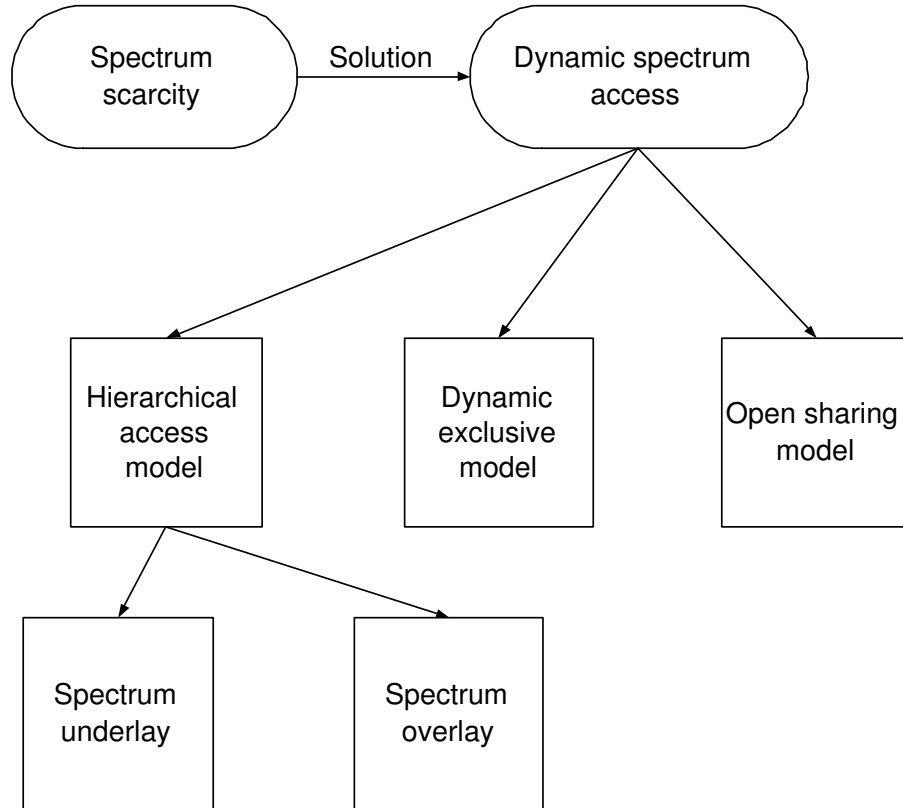 Spectrum
scarcity
Solution
Dynamic spectrum
access
Hierarchical
access
model
Dynamic
exclusive
model
Open sharing
model
Spectrum
underlay
Spectrum
overlay